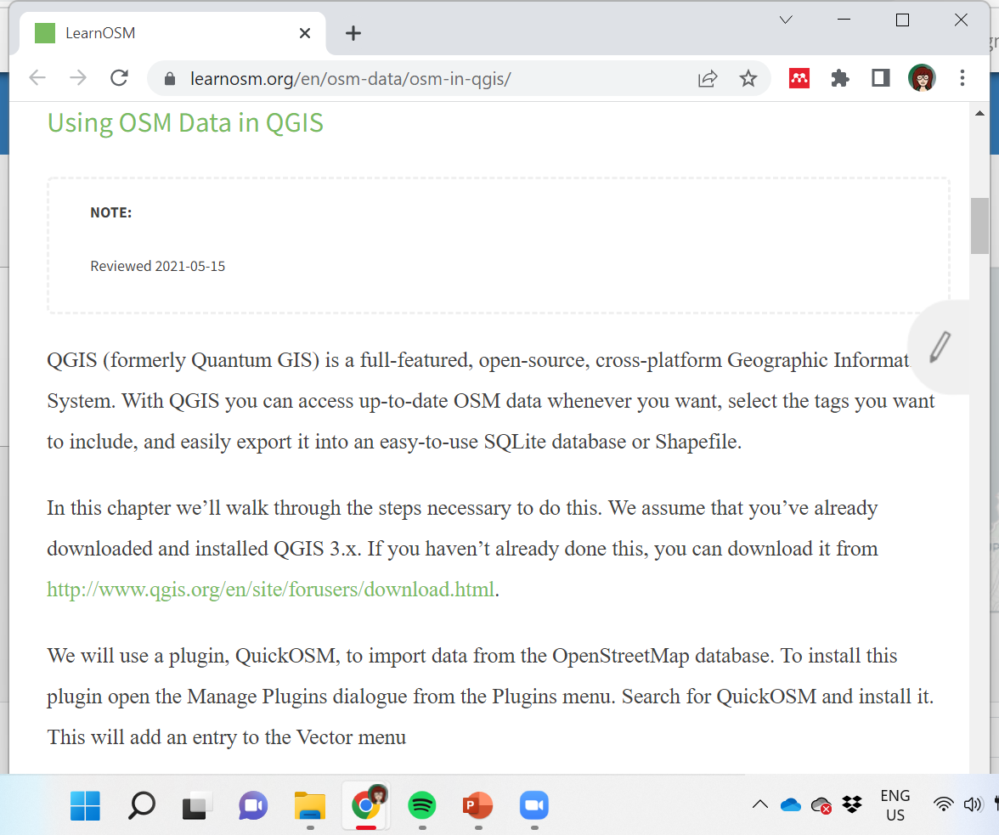 LearnOSM
learnosm.org/en/osm-data/osm-in-qgis/
Using OSM Data in QGIS
NOTE:
Reviewed 2021-05-15
QGIS (formerly Quantum GIS) is a full-featured, open-source, cross-platform Geographic Informat
System. With QGIS you can access up-to-date OSM data whenever you want, select the tags you want
to include, and easily export it into an easy-to-use SQLite database or Shapefile.
In this chapter we’ll walk through the steps necessary to do this. We assume that you’ve already
downloaded and installed QGIS 3.x. If you haven’t already done this, you can download it from
http://www.qgis.org/en/site/forusers/download.html.
We will use a plugin, QuickOSM, to import data from the OpenStreetMap database. To install this
plugin open the Manage Plugins dialogue from the Plugins menu. Search for QuickOSM and install it.
This will add an entry to the Vector menu
P
ENG
US